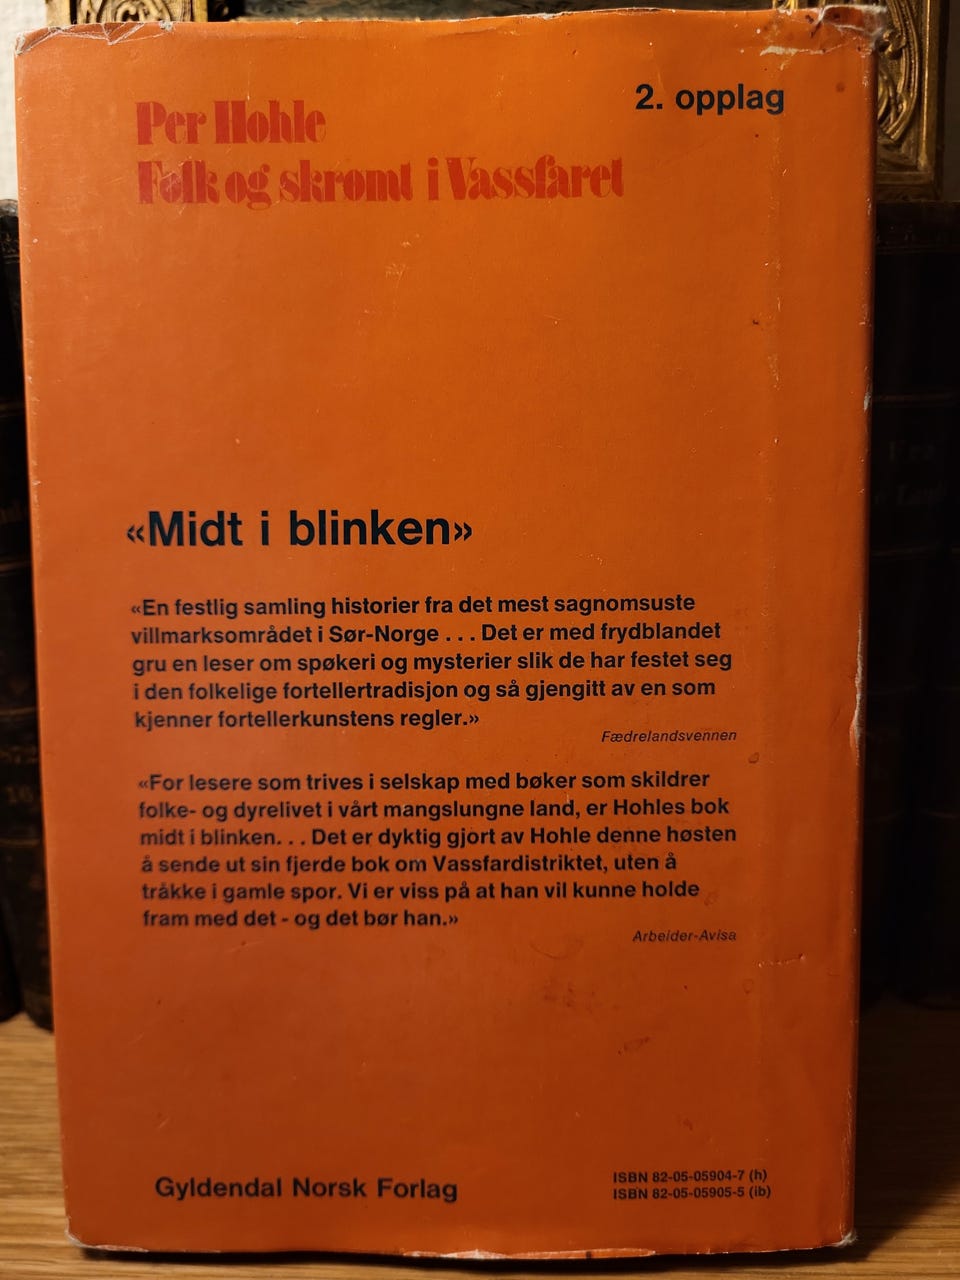 Per Hohle
2. opplag
Folk og skrømt i Vassfaret
«Midt i blinken»
«En festlig samling historier fra det mest sagnomsuste
villmarksområdet i Sør-Norge . . . Det er med frydblandet
gru en leser om spøkeri og mysterier slik de har festet seg
i den folkelige fortellertradisjon og så gjengitt av en som
kjenner fortellerkunstens regler.»
Fædrelandsvennen
«For lesere som trives i selskap med bøker som skildrer
folke- og dyrelivet i vårt mangslungne land, er Hohles bok
midt i blinken. . . Det er dyktig gjort av Hohle denne høsten
å sende ut sin fjerde bok om Vassfardistriktet, uten å
tråkke i gamle spor. Vi er viss på at han vil kunne holde
fram med det - og det bør han.»
Arbeider-Avisa
Gyldendal Norsk Forlag
ISBN 82-05-05904-7 (h)
ISBN 82-05-05905-5 (ib)